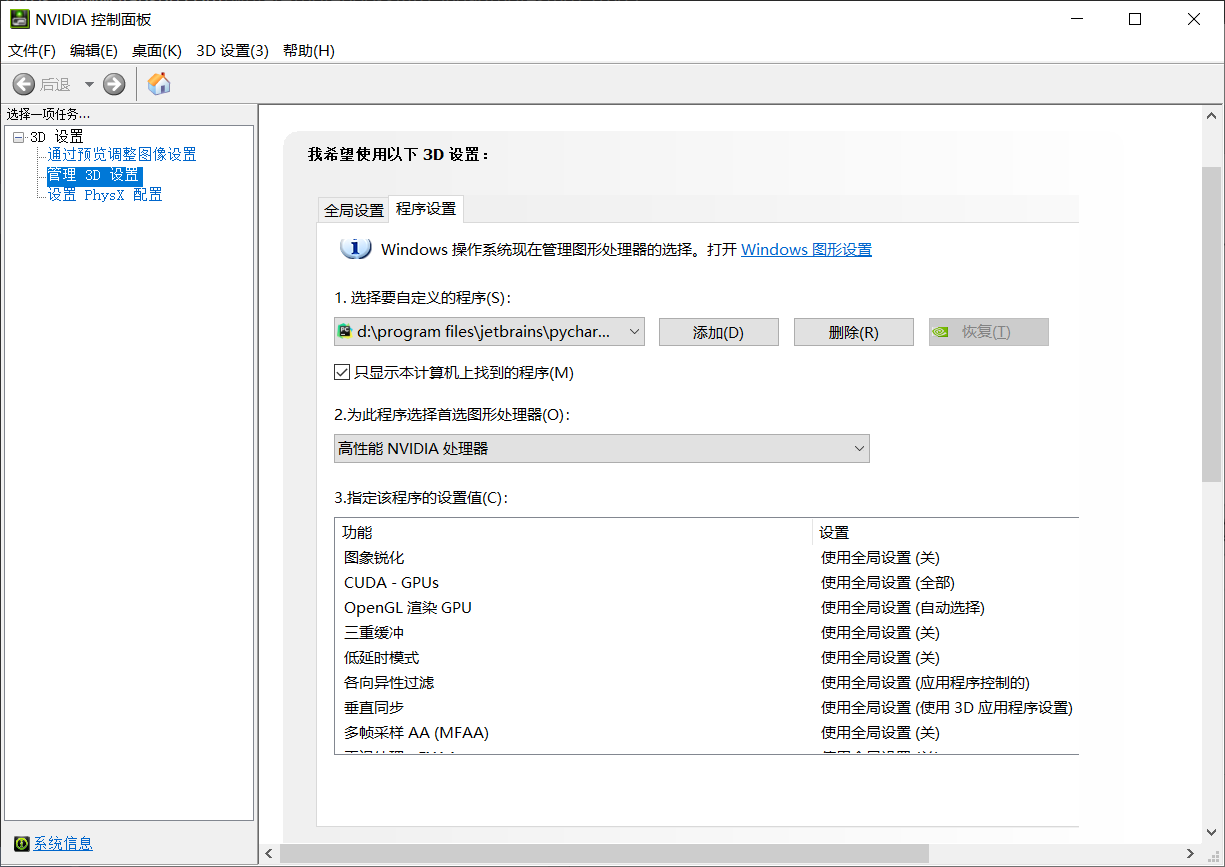 NVIDIA 控制面板
文件(F) 编辑(E) 桌面(K) 3D 设置(3) 帮助(H)
后退
选择一项任务...
3D 设置
通过预览调整图像设置
管理 3D 设置
设置 PhysX 配置
系统信息
我希望使用以下 3D 设置：
全局设置 程序设置
Windows 操作系统现在管理图形处理器的选择。打开 Windows 图形设置
1. 选择要自定义的程序(S)：
d:\program files\jetbrains\pychar... 添加(D) 删除(R) 恢复(T)
只显示本计算机上找到的程序(M)
2.为此程序选择首选图形处理器(O)：
高性能 NVIDIA 处理器
3.指定该程序的设置值(C)：
功能 设置
图象锐化 使用全局设置 (关)
CUDA - GPUs 使用全局设置 (全部)
OpenGL 渲染 GPU 使用全局设置 (自动选择)
三重缓冲 使用全局设置 (关)
低延时模式 使用全局设置 (关)
各向异性过滤 使用全局设置 (应用程序控制的)
垂直同步 使用全局设置 (使用 3D 应用程序设置)
多帧采样 AA (MFAA) 使用全局设置 (关)